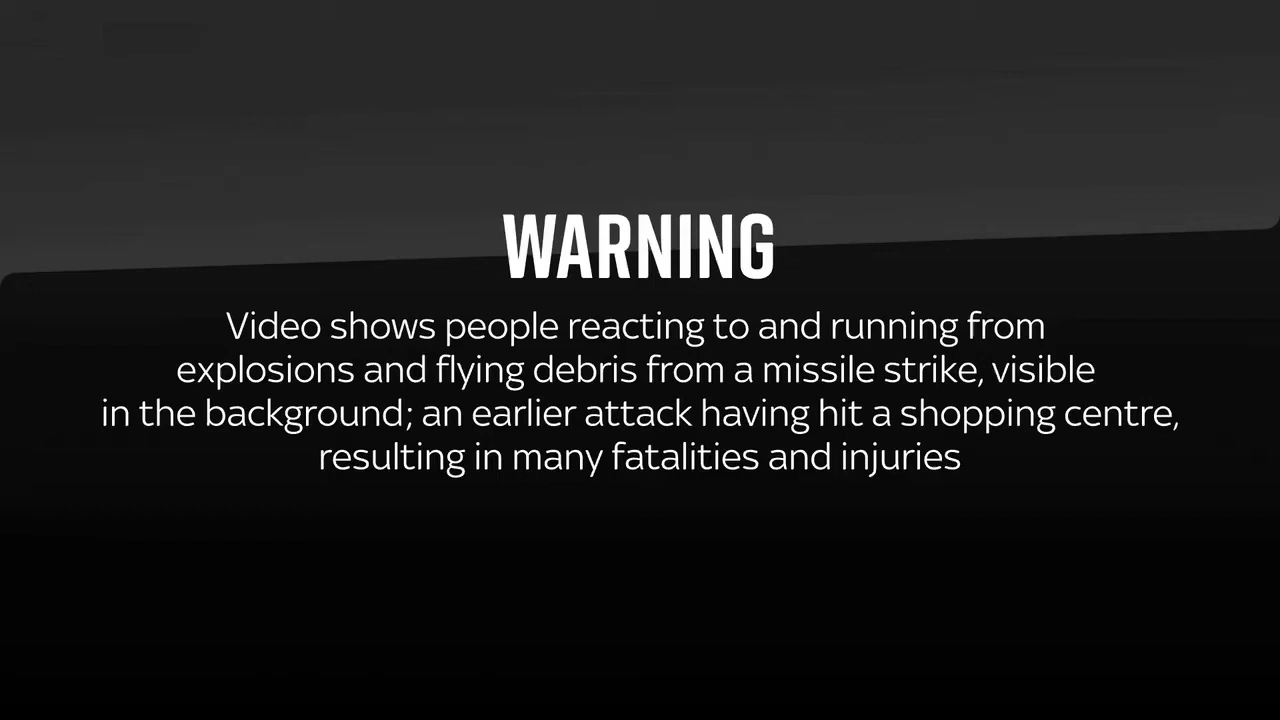 WARNING
Video shows people reacting to and running from
explosions and flying debris from a missile strike, visible
in the background; an earlier attack having hit a shopping centre,
resulting in many fatalities and injuries